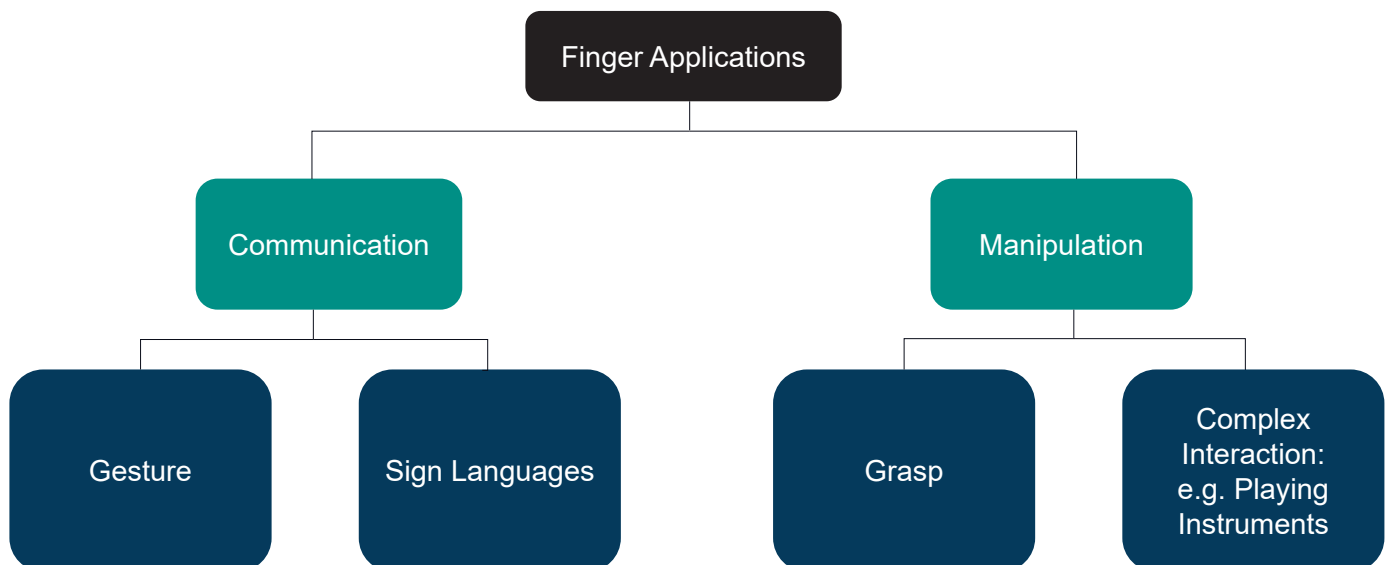 Finger Applications
Communication
Manipulation
Gesture
Sign Languages
Grasp
Complex
Interaction:
e.g. Playing
Instruments